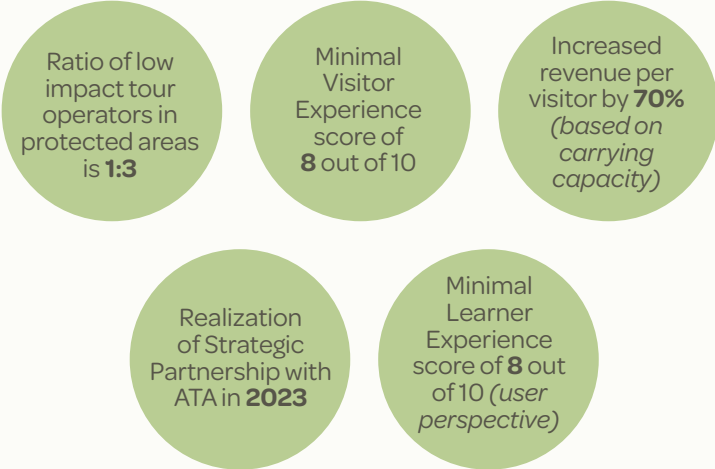 Ratio of low
impact tour
operators in
protected areas
is 1:3
Minimal
Visitor
Experience
score of
8 out of 10
Increased
revenue per
visitor by 70%
(based on
carrying
capacity)
Realization
of Strategic
Partnership with
ATA in 2023
Minimal
Learner
Experience
score of 8 out
of 10 (user
perspective)